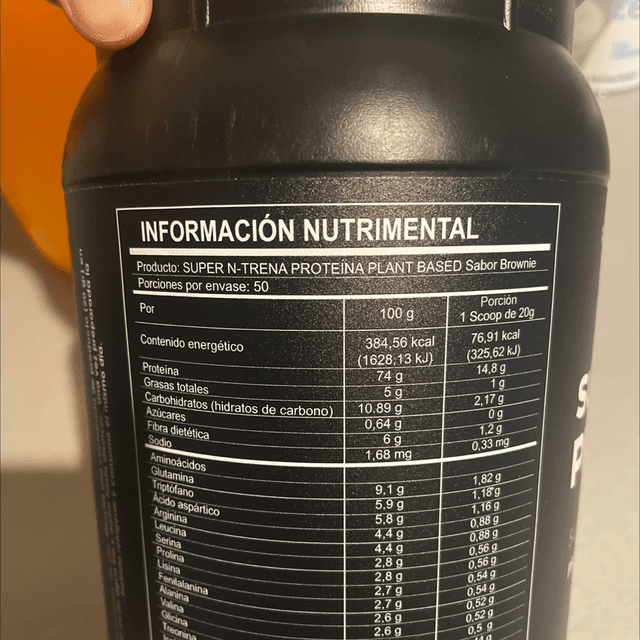 INFORMACIÓN NUTRIMENTAL
Producto: SUPER N-TRENA PROTEÍNA PLANT BASED Sabor Brownie
Porciones por envase: 50
Por 100 g Porción 1 Scoop de 20g
Contenido energético 384,56 kcal (1628,13 kJ) 76,91 kcal (325,62 kJ)
Proteína 74 g 14,8 g
Grasas totales 5 g 1 g
Carbohidratos (hidratos de carbono) 10.89 g 2,17 g
Azúcares 0,64 g 0 g
Fibra dietética 6 g 1,2 g
Sodio 1,68 mg 0,33 mg
Aminoácidos
Glutamina 9,1 g 1,82 g
Triptófano 5,9 g 1,18 g
Ácido aspártico 5,8 g 1,16 g
Arginina 4,4 g 0,88 g
Leucina 4,4 g 0,88 g
Serina 2,8 g 0,56 g
Prolina 2,8 g 0,56 g
Lisina 2,7 g 0,54 g
Fenilalanina 2,7 g 0,54 g
Alanina 2,6 g 0,52 g
Valina 2,6 g 0,52 g
Glicina 0,5 g
Treonina